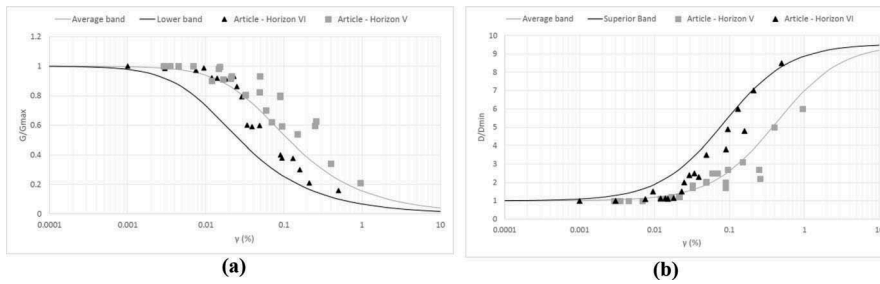 Average band Lower band Article - Horizon VI Article - Horizon V
1.2
1
0.8
0.6
0.4
0.2
0
G/Gmax
0.0001 0.001 0.01 0.1 1 10
γ (%)
(a)
Average band Superior Band Article - Horizon V Article - Horizon VI
10
9
8
7
6
5
4
3
2
1
0
D/Dmin
0.0001 0.001 0.01 0.1 1 10
γ (%)
(b)